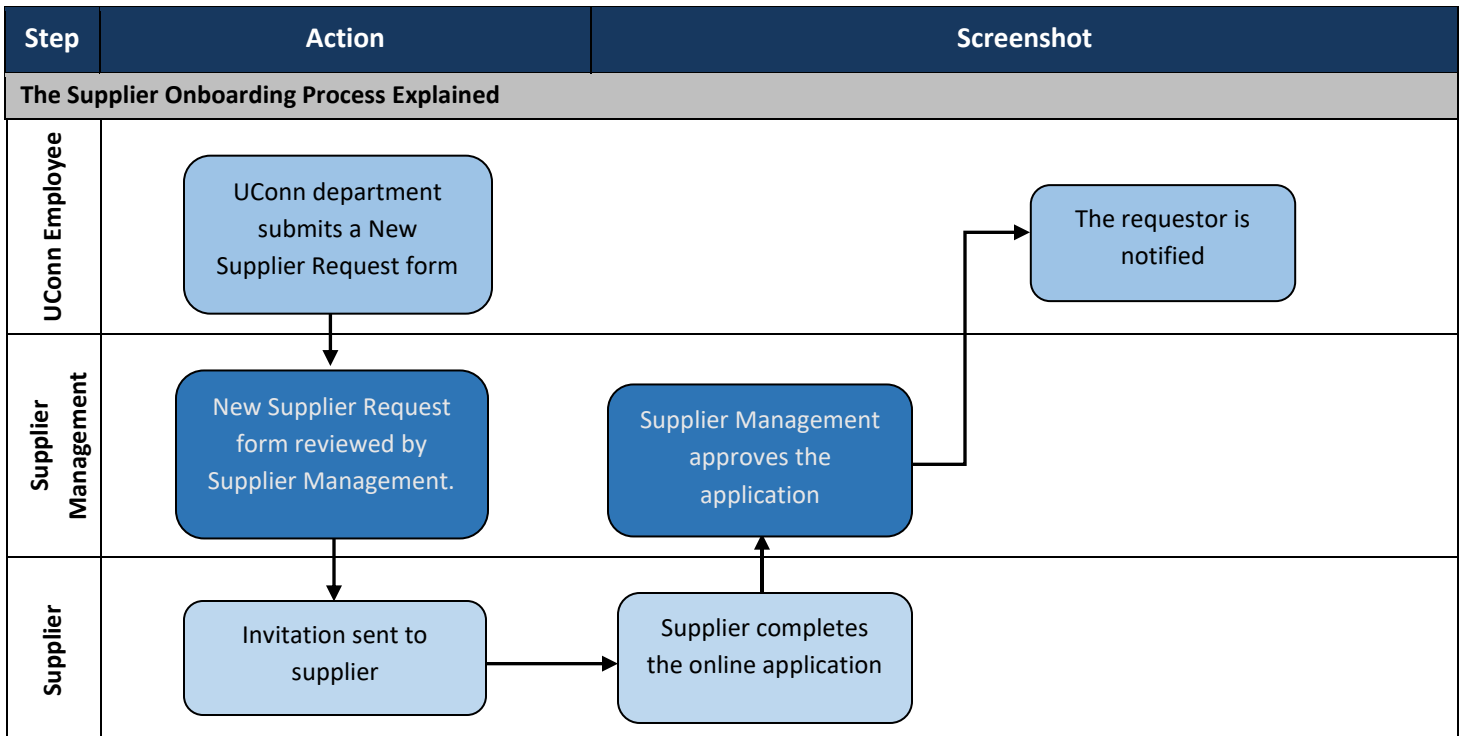 Step Action Screenshot
The Supplier Onboarding Process Explained
UConn Employee
UConn department
submits a New
Supplier Request form
The requestor is
notified
Supplier
Management
New Supplier Request
form reviewed by
Supplier Management.
Supplier Management
approves the
application
Supplier
Invitation sent to
supplier
Supplier completes
the online application